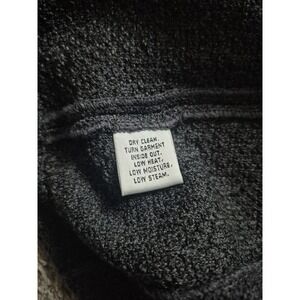 DRY CLEAN.
TURN GARMENT
INSIDE OUT.
LOW HEAT,
LOW MOISTURE,
LOW STEAM.